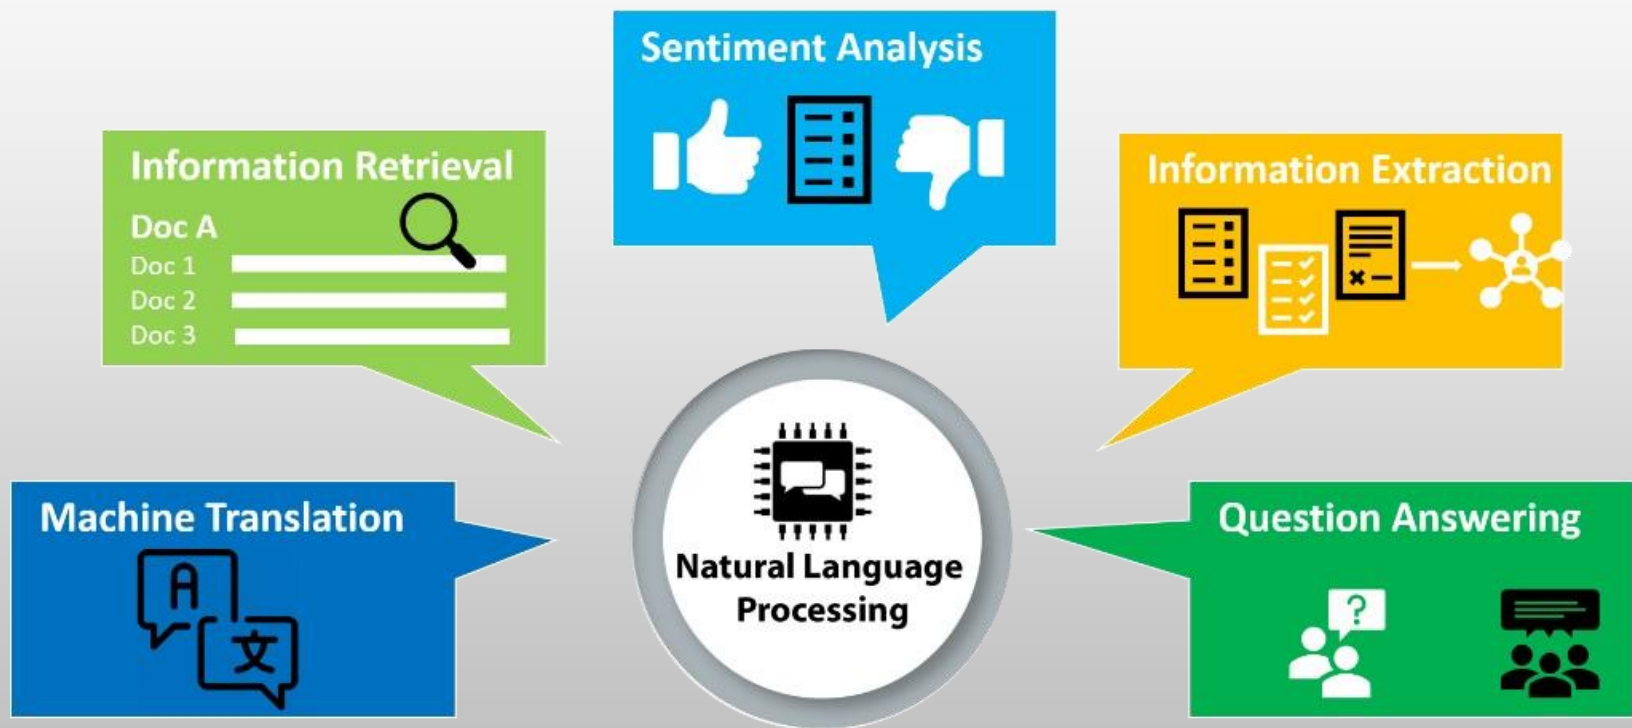 Sentiment Analysis
Information Retrieval
Doc A
Doc 1
Doc 2
Doc 3
Information Extraction
Machine Translation
A
文
Natural Language
Processing
Question Answering
?